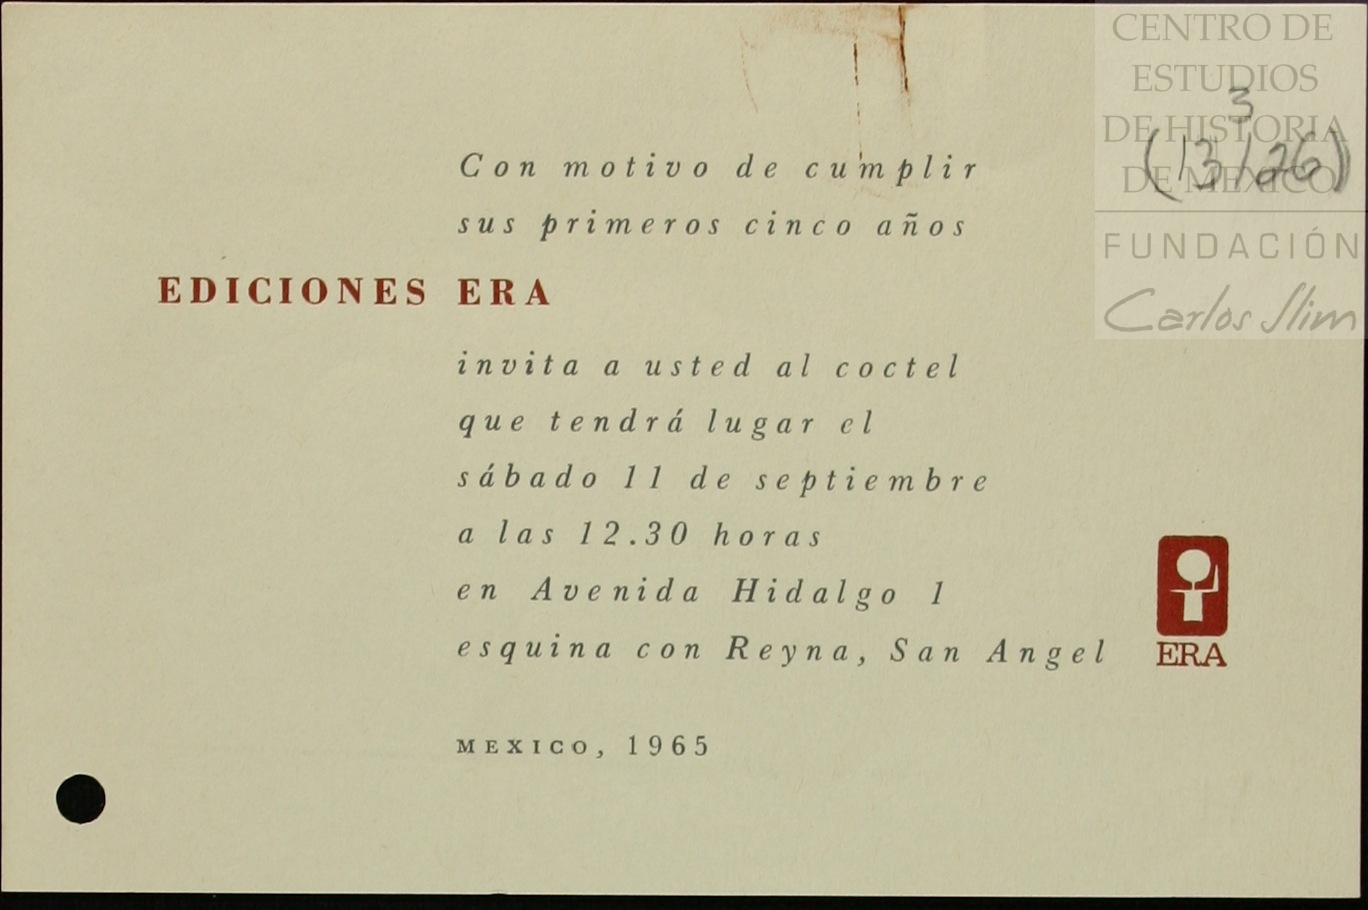 CENTRO DE
ESTUDIOS
DE HISTORIA
DE MÉXICO
FUNDACIÓN
Carlos Slim
3
(13/26)
Con motivo de cumplir
sus primeros cinco años
EDICIONES ERA
invita a usted al coctel
que tendrá lugar el
sábado 11 de septiembre
a las 12.30 horas
en Avenida Hidalgo 1
esquina con Reyna, San Angel
ERA
MEXICO, 1965